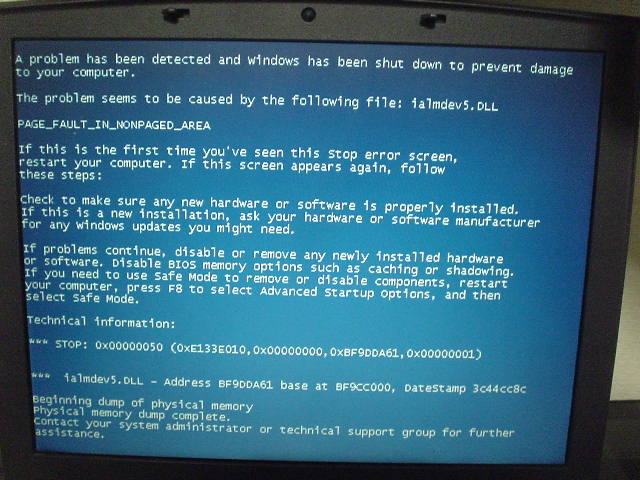 A problem has been detected and Windows has been shut down to prevent damage
to your computer.
The problem seems to be caused by the following file: ialmdev5.DLL
PAGE_FAULT_IN_NONPAGED_AREA
If this is the first time you've seen this Stop error screen,
restart your computer. If this screen appears again, follow
these steps:
Check to make sure any new hardware or software is properly installed.
If this is a new installation, ask your hardware or software manufacturer
for any Windows updates you might need.
If problems continue, disable or remove any newly installed hardware
or software. Disable BIOS memory options such as caching or shadowing.
If you need to use Safe Mode to remove or disable components, restart
your computer, press F8 to select Advanced Startup Options, and then
select Safe Mode.
Technical information:
*** STOP: 0x00000050 (0xE133E010,0x00000000,0xBF9DDA61,0x00000001)
*** ialmdev5.DLL - Address BF9DDA61 base at BF9CC000, DateStamp 3c44cc8c
Beginning dump of physical memory
Physical memory dump complete.
Contact your system administrator or technical support group for further
assistance.